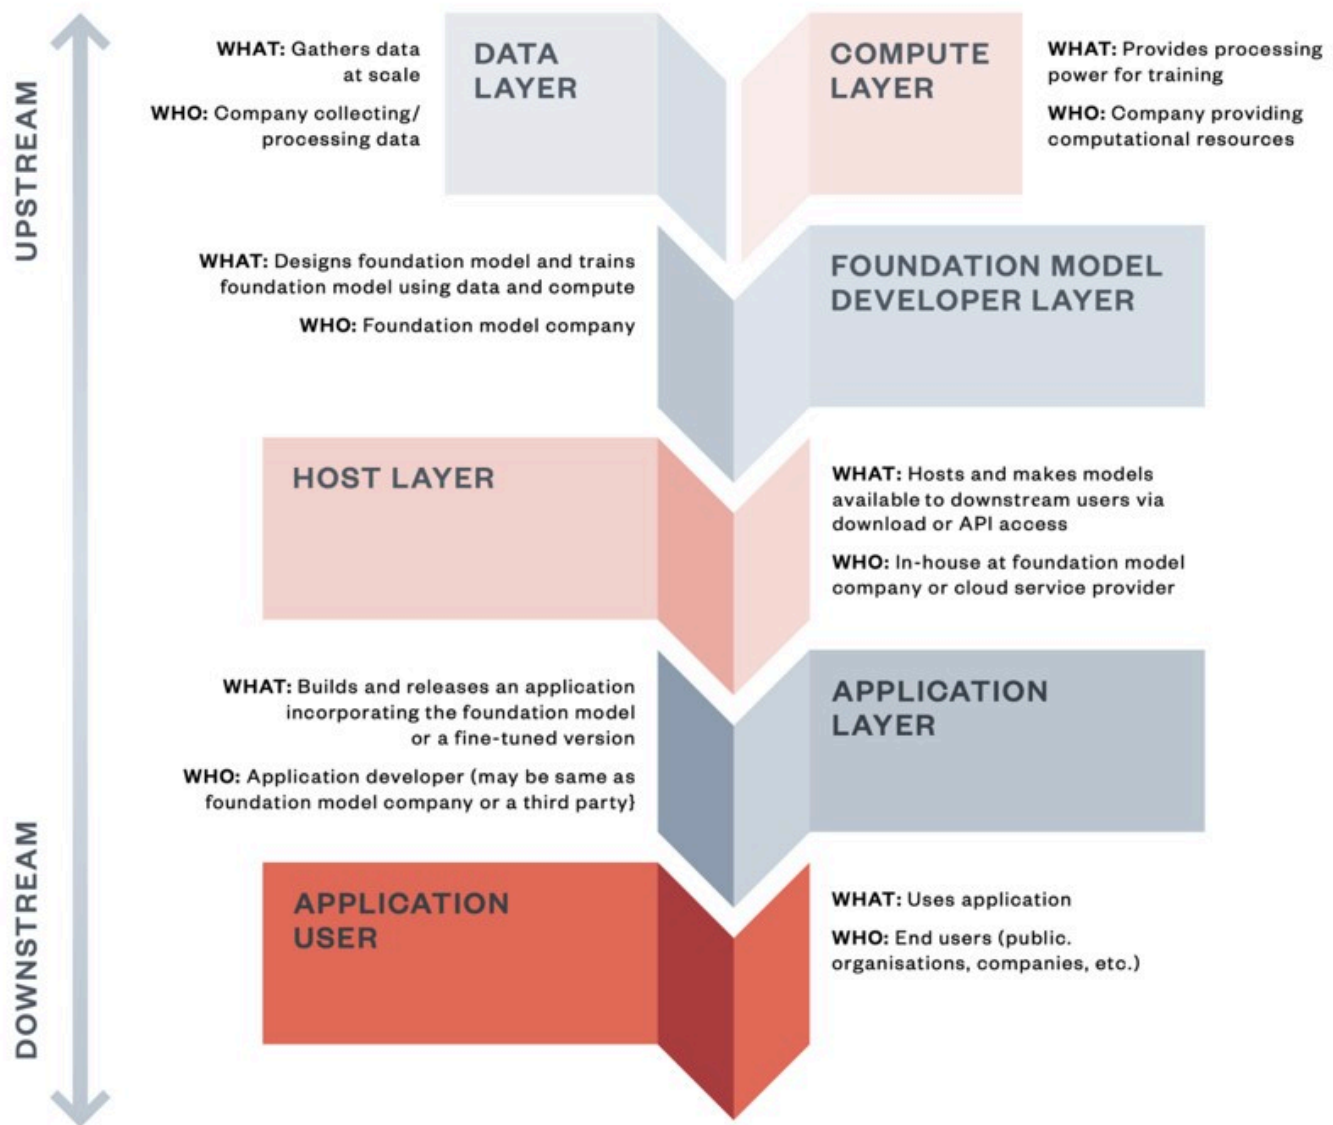 UPSTREAM
WHAT: Gathers data
at scale
WHO: Company collecting/
processing data
DATA
LAYER
COMPUTE
LAYER
WHAT: Provides processing
power for training
WHO: Company providing
computational resources
WHAT: Designs foundation model and trains
foundation model using data and compute
WHO: Foundation model company
FOUNDATION MODEL
DEVELOPER LAYER
HOST LAYER
WHAT: Hosts and makes models
available to downstream users via
download or API access
WHO: In-house at foundation model
company or cloud service provider
WHAT: Builds and releases an application
incorporating the foundation model
or a fine-tuned version
WHO: Application developer (may be same as
foundation model company or a third party}
APPLICATION
LAYER
DOWNSTREAM
APPLICATION
USER
WHAT: Uses application
WHO: End users (public.
organisations, companies, etc.)